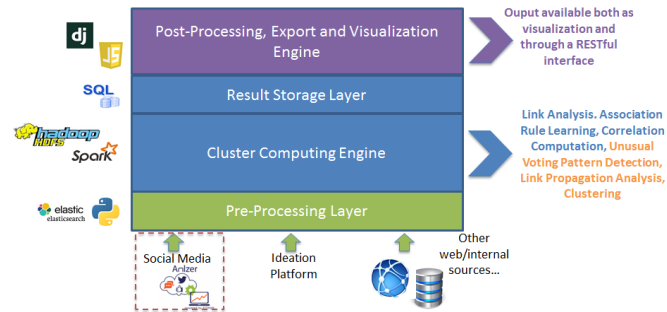 dj
JS
Post-Processing, Export and Visualization
Engine
Ouput available both as
visualization and
through a RESTful
interface
SQL
Result Storage Layer
hadoop
HDFS
Spark
Cluster Computing Engine
Link Analysis. Association
Rule Learning, Correlation
Computation, Unusual
Voting Pattern Detection,
Link Propagation Analysis,
Clustering
elastic
elasticsearch
Pre-Processing Layer
Social Media
Anlzer
Ideation
Platform
Other
web/internal
sources...